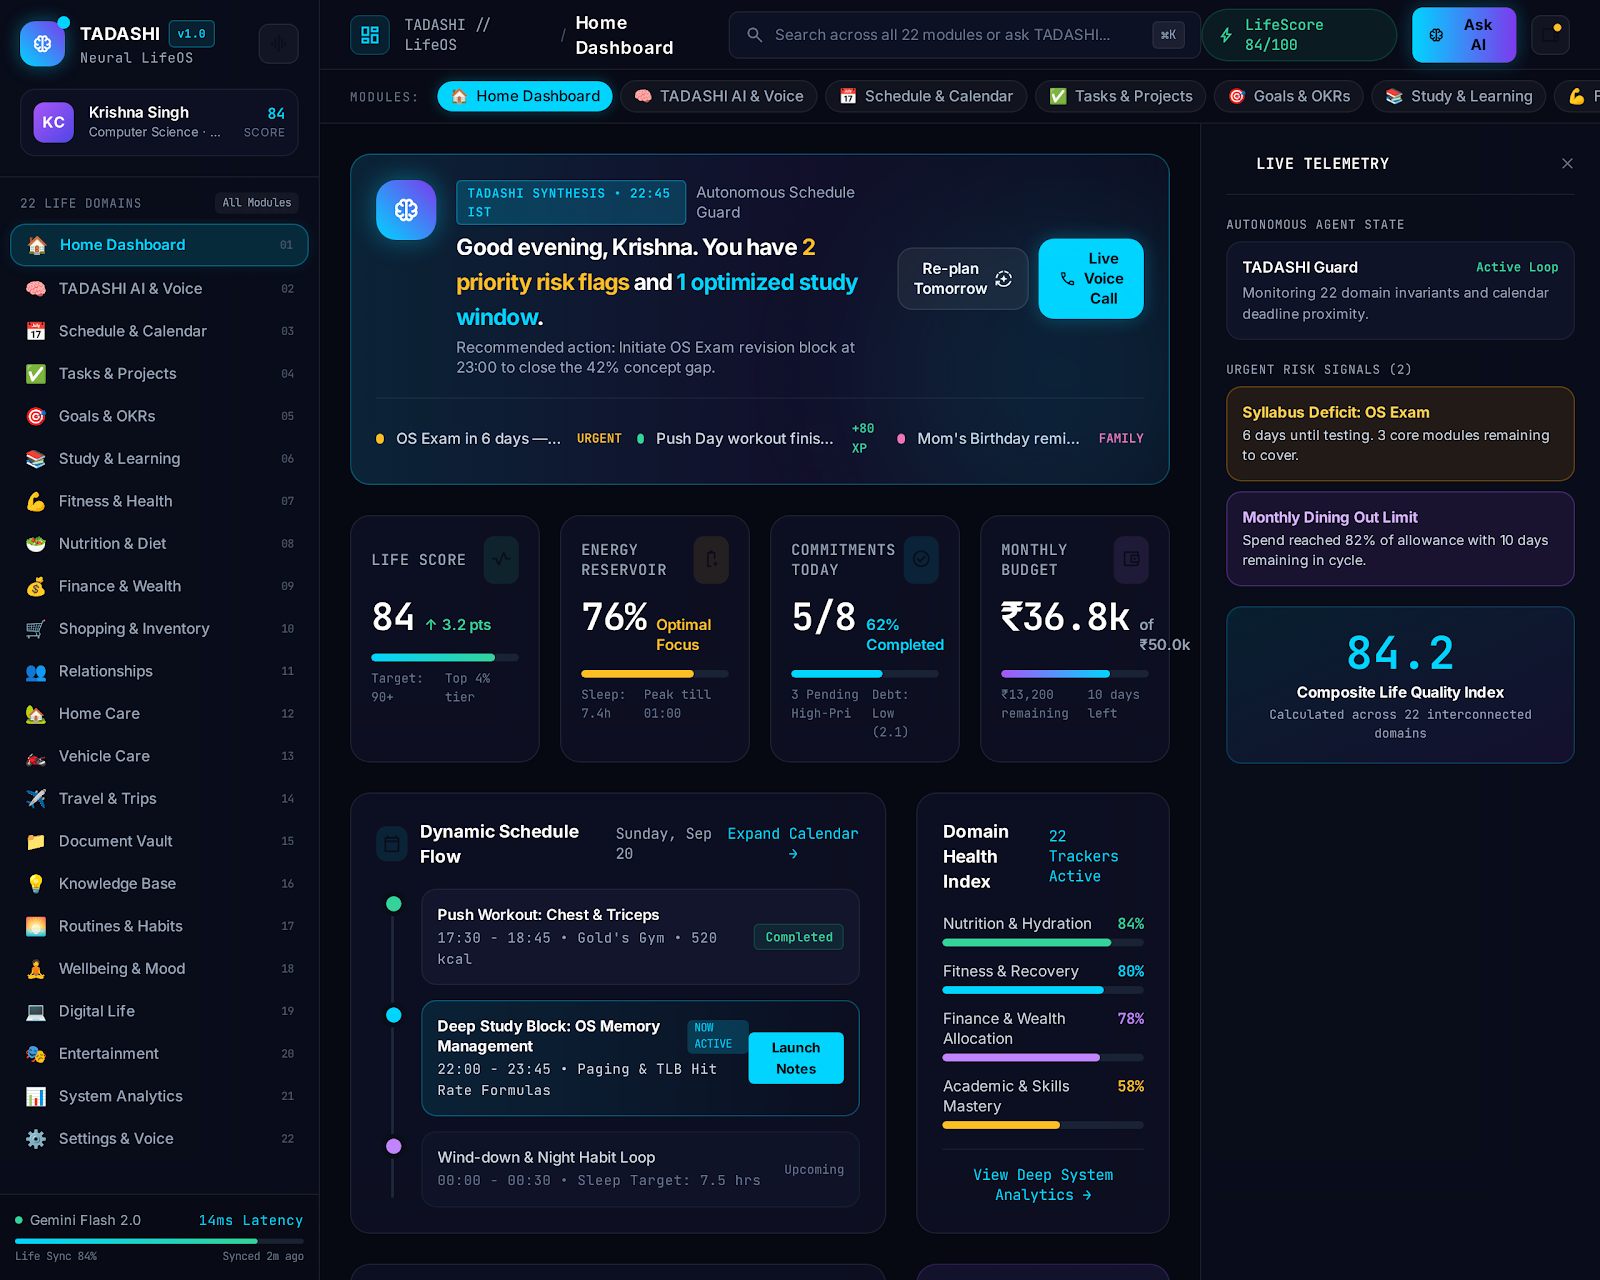 TADASHI v1.0
Neural LifeOS
KC
Krishna Singh
Computer Science · ...
84
SCORE
22 LIFE DOMAINS
All Modules
Home Dashboard 01
TADASHI AI & Voice 02
Schedule & Calendar 03
Tasks & Projects 04
Goals & OKRs 05
Study & Learning 06
Fitness & Health 07
Nutrition & Diet 08
Finance & Wealth 09
Shopping & Inventory 10
Relationships 11
Home Care 12
Vehicle Care 13
Travel & Trips 14
Document Vault 15
Knowledge Base 16
Routines & Habits 17
Wellbeing & Mood 18
Digital Life 19
Entertainment 20
System Analytics 21
Settings & Voice 22
Gemini Flash 2.0 14ms Latency
Life Sync 84% Synced 2m ago
TADASHI //
LifeOS
/
Home
Dashboard
Search across all 22 modules or ask TADASHI...
⌘K
LifeScore
84/100
Ask
AI
MODULES:
Home Dashboard
TADASHI AI & Voice
Schedule & Calendar
Tasks & Projects
Goals & OKRs
Study & Learning
F
TADASHI SYNTHESIS • 22:45
IST
Autonomous Schedule
Guard
Good evening, Krishna. You have 2
priority risk flags and 1 optimized study
window.
Recommended action: Initiate OS Exam revision block at
23:00 to close the 42% concept gap.
Re-plan
Tomorrow
Live
Voice
Call
OS Exam in 6 days —... URGENT
Push Day workout finis... +80
XP
Mom's Birthday remi... FAMILY
LIFE SCORE
84 ↑ 3.2 pts
Target:
90+
Top 4%
tier
ENERGY
RESERVOIR
76% Optimal
Focus
Sleep:
7.4h
Peak till
01:00
COMMITMENTS
TODAY
5/8 62%
Completed
3 Pending
High-Pri
Debt:
Low
(2.1)
MONTHLY
BUDGET
₹36.8k of
₹50.0k
₹13,200
remaining
10 days
left
Dynamic Schedule
Flow
Sunday, Sep
20
Expand Calendar
→
Push Workout: Chest & Triceps
17:30 - 18:45 • Gold's Gym • 520
kcal
Completed
Deep Study Block: OS Memory
Management
NOW
ACTIVE
22:00 - 23:45 • Paging & TLB Hit
Rate Formulas
Launch
Notes
Wind-down & Night Habit Loop
00:00 - 00:30 • Sleep Target: 7.5 hrs
Upcoming
Domain
Health
Index
22
Trackers
Active
Nutrition & Hydration 84%
Fitness & Recovery 80%
Finance & Wealth
Allocation
78%
Academic & Skills
Mastery
58%
View Deep System
Analytics →
LIVE TELEMETRY
AUTONOMOUS AGENT STATE
TADASHI Guard Active Loop
Monitoring 22 domain invariants and calendar
deadline proximity.
URGENT RISK SIGNALS (2)
Syllabus Deficit: OS Exam
6 days until testing. 3 core modules remaining
to cover.
Monthly Dining Out Limit
Spend reached 82% of allowance with 10 days
remaining in cycle.
84.2
Composite Life Quality Index
Calculated across 22 interconnected
domains